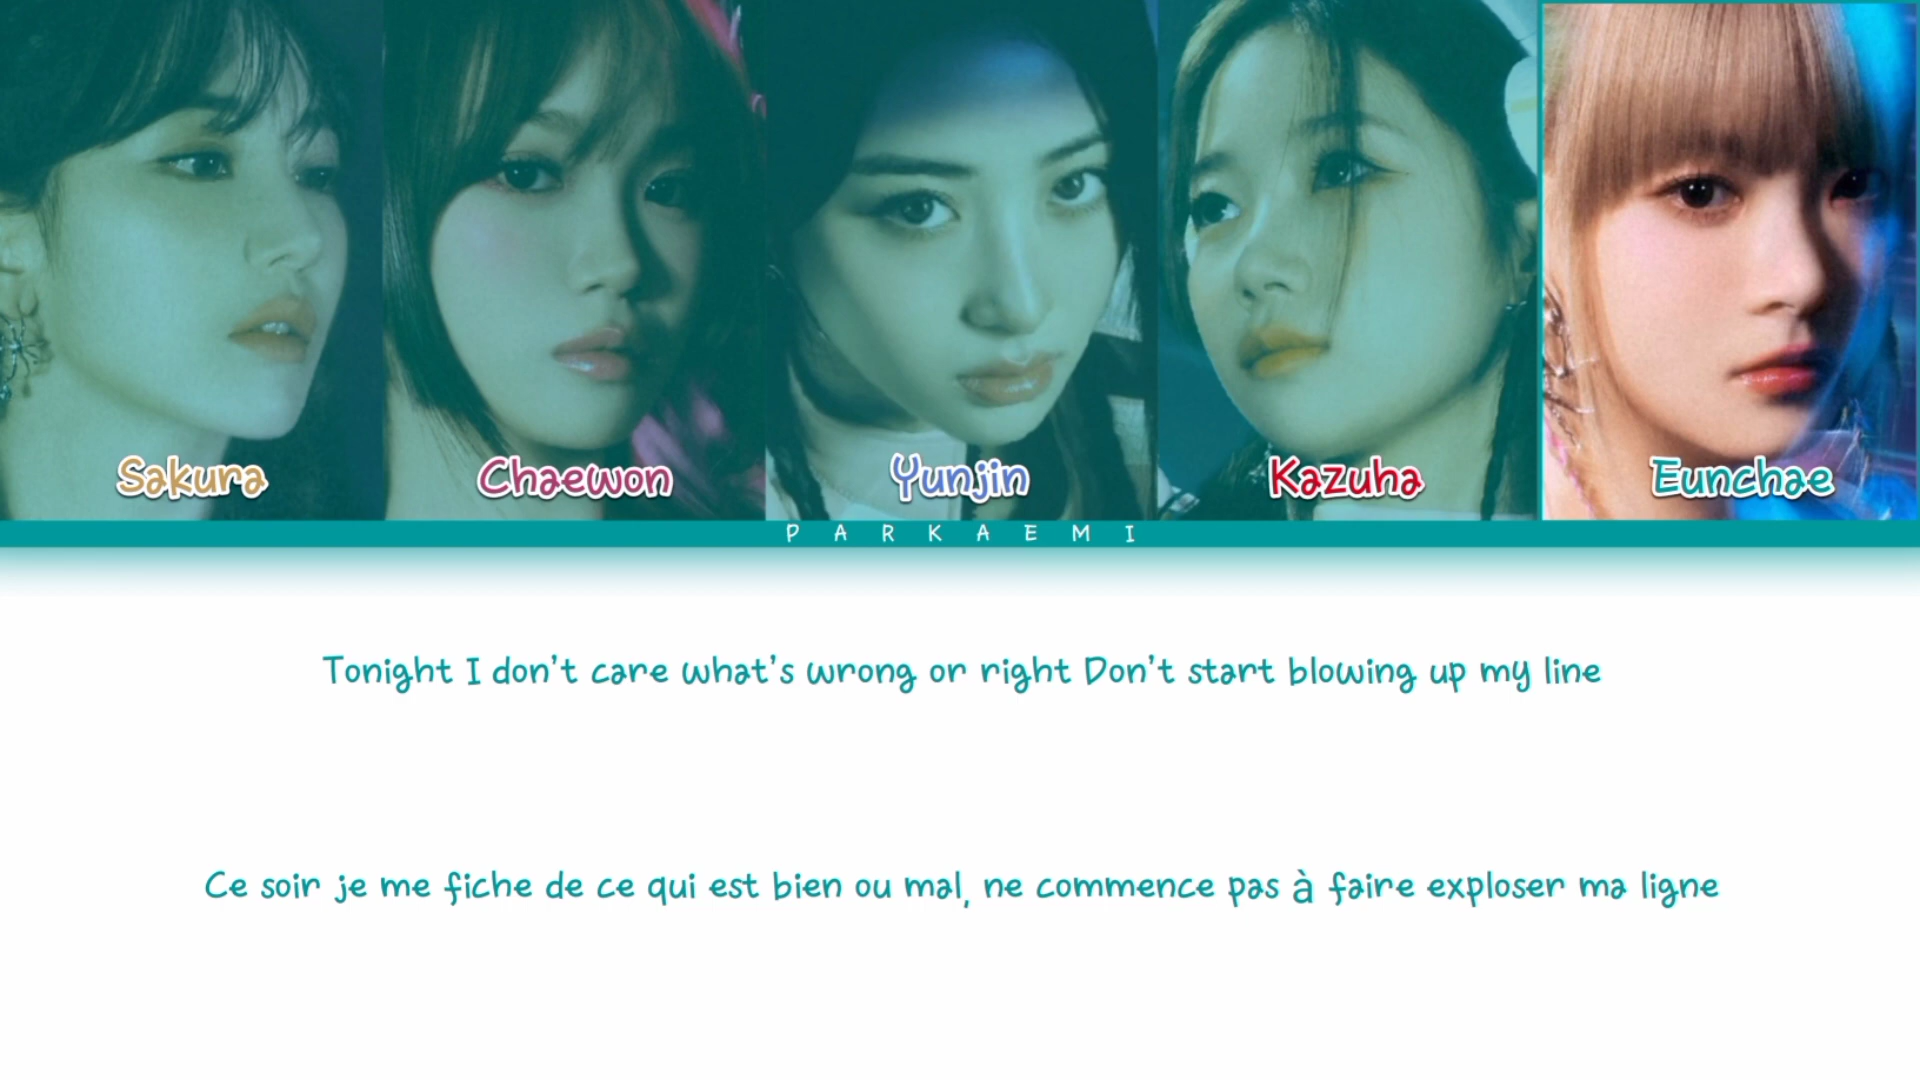 Sakura
Chaewon
Yunjin
Kazuha
Eunchae
PARKAEMI
Tonight I don't care what's wrong or right Don't start blowing up my line
Ce soir je me fiche de ce qui est bien ou mal, ne commence pas à faire exploser ma ligne